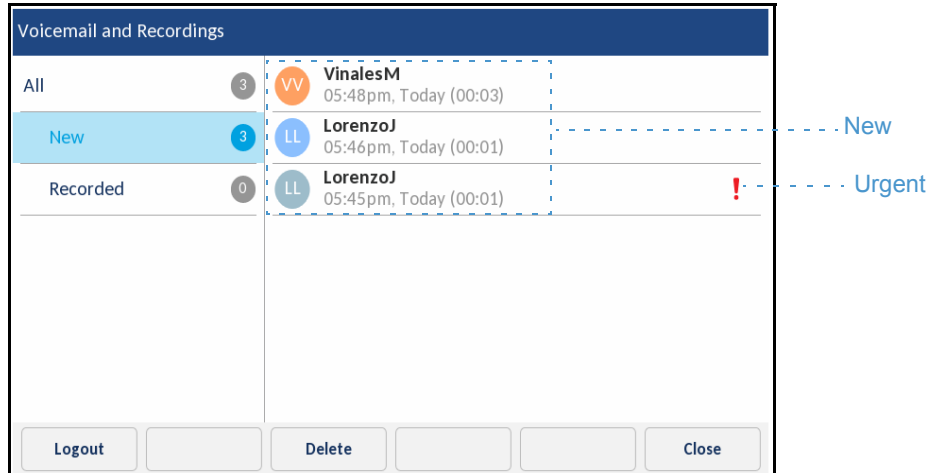 Voicemail and Recordings
All 3
New 3
Recorded 0
VV VinalesM
05:48pm, Today (00:03)
LL LorenzoJ
05:46pm, Today (00:01)
LL LorenzoJ
05:45pm, Today (00:01) !
New
Urgent
Logout Delete Close